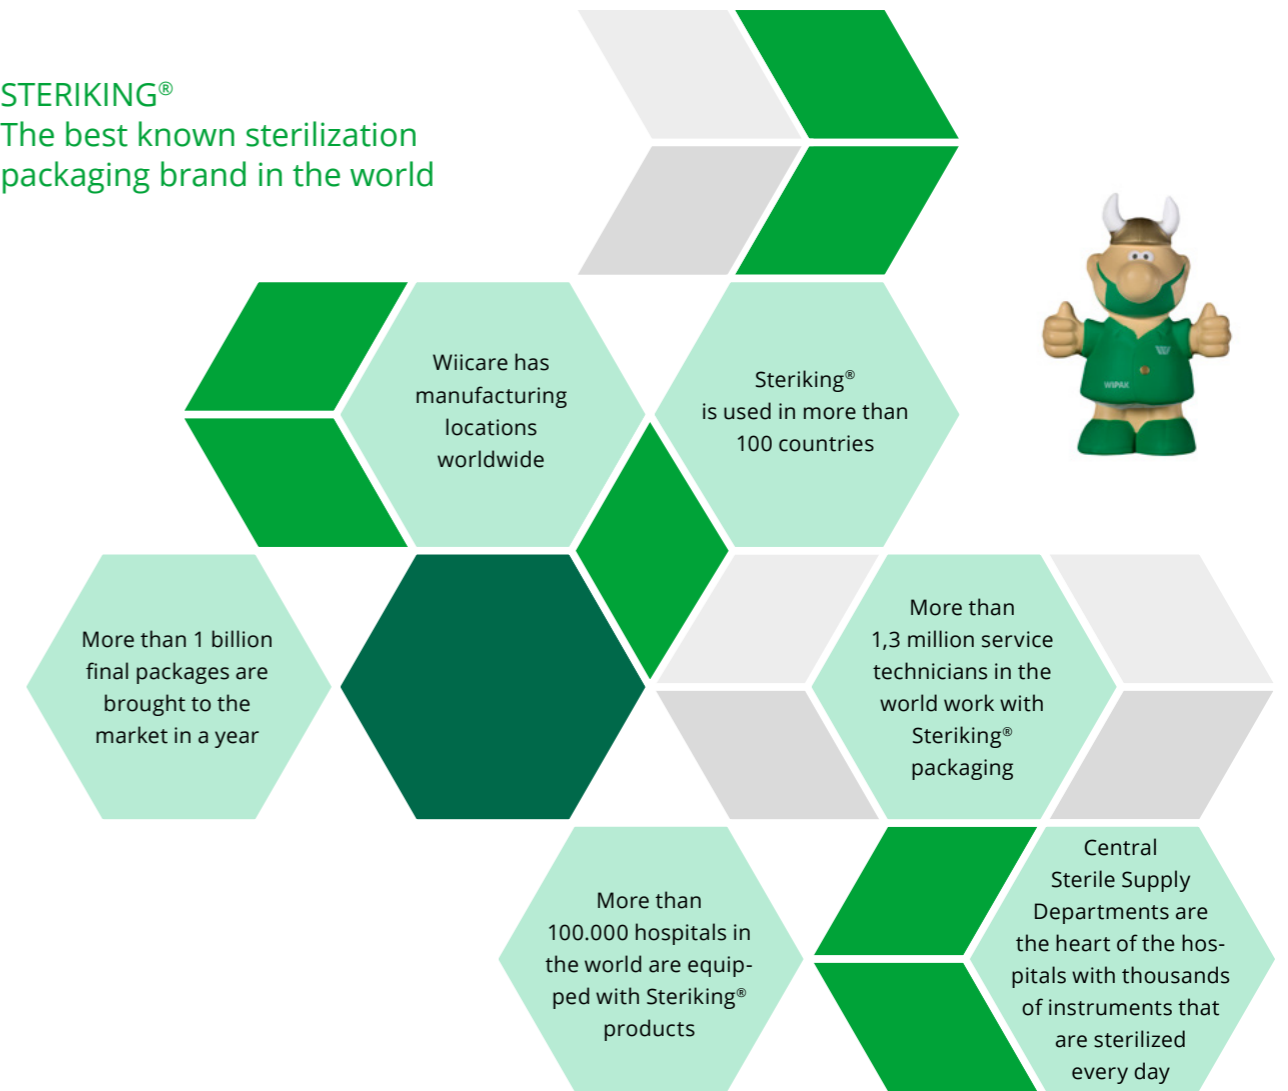 STERIKING®
The best known sterilization
packaging brand in the world
Wiicare has
manufacturing
locations
worldwide
Steriking®
is used in more than
100 countries
W
WIPAK
More than 1 billion
final packages are
brought to the
market in a year
More than
1,3 million service
technicians in the
world work with
Steriking®
packaging
More than
100.000 hospitals in
the world are equip-
ped with Steriking®
products
Central
Sterile Supply
Departments are
the heart of the hos-
pitals with thousands
of instruments that
are sterilized
every day